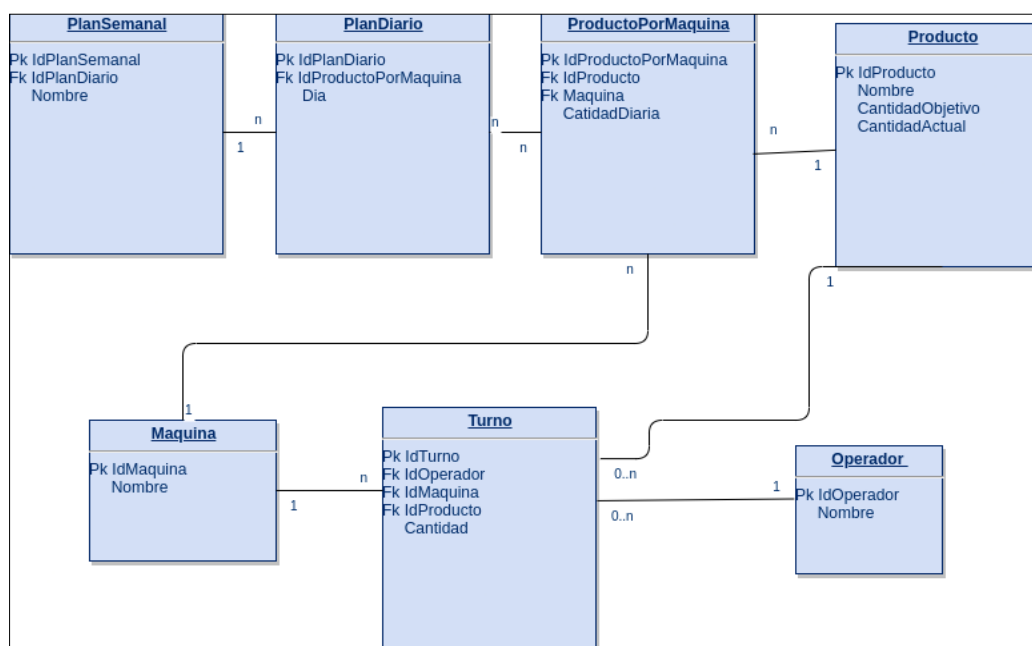 PlanSemanal
Pk IdPlanSemanal
Fk IdPlanDiario
Nombre
n
1
PlanDiario
Pk IdPlanDiario
Fk IdProductoPorMaquina
Dia
n
n
ProductoPorMaquina
Pk IdProductoPorMaquina
Fk IdProducto
Fk Maquina
CatidadDiaria
n
1
Producto
Pk IdProducto
Nombre
CantidadObjetivo
CantidadActual
n
1
1
Maquina
Pk IdMaquina
Nombre
n
1
Turno
Pk IdTurno
Fk IdOperador
Fk IdMaquina
Fk IdProducto
Cantidad
0..n
1
0..n
Operador
Pk IdOperador
Nombre